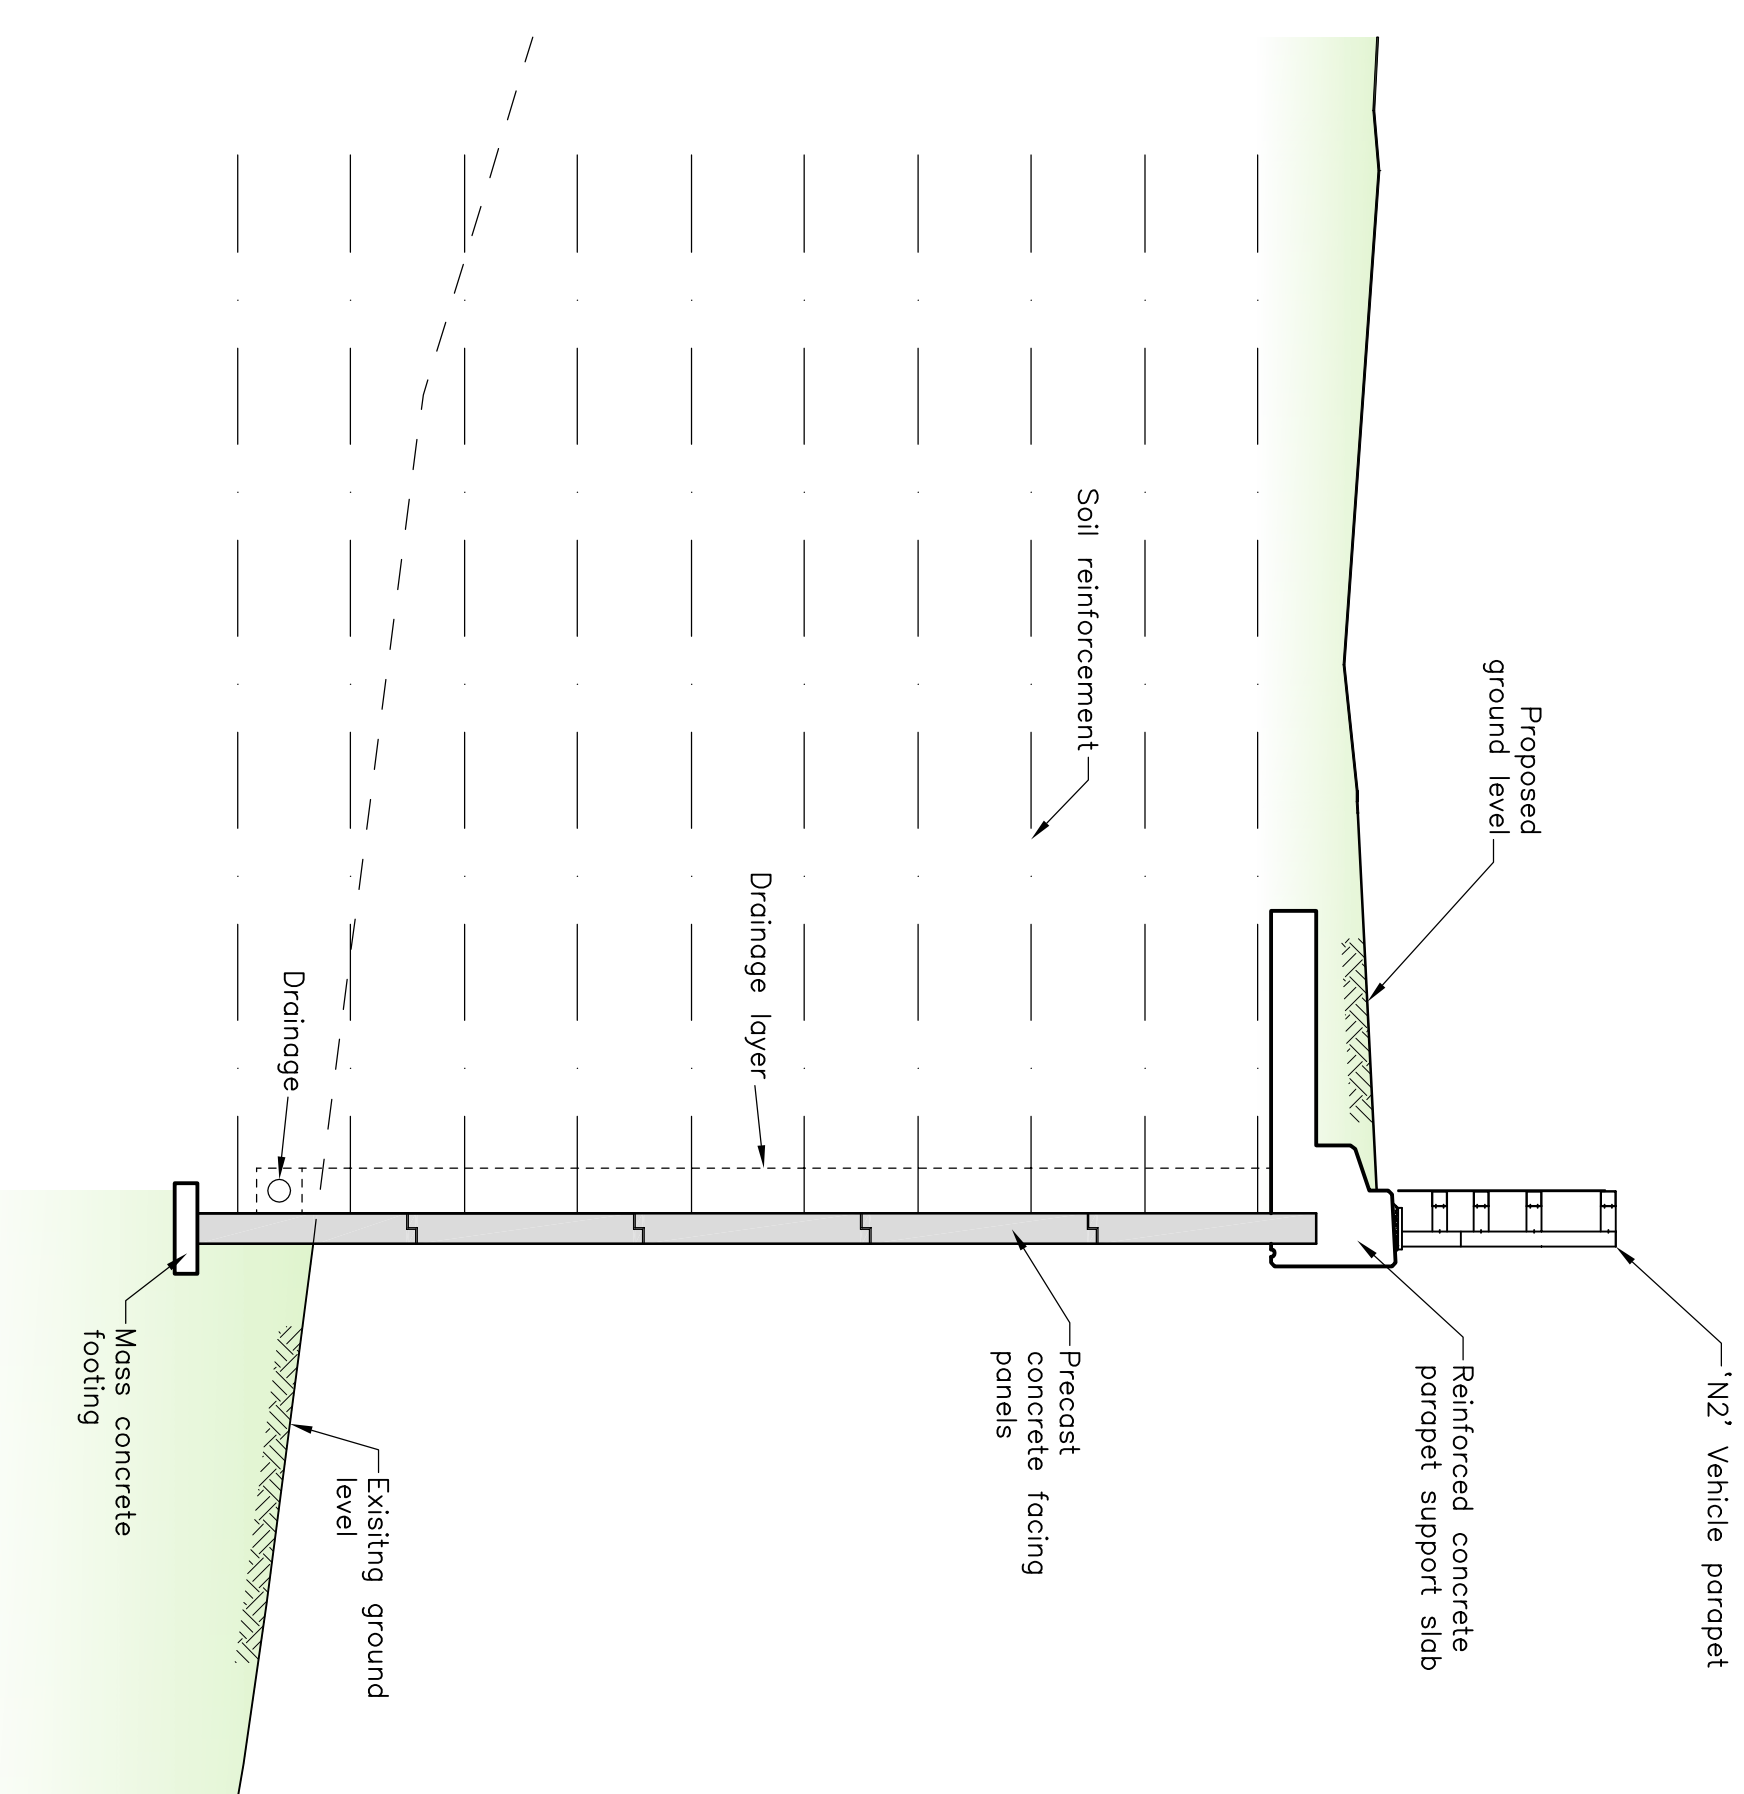 'N2' Vehicle parapet
Proposed
ground level
Reinforced concrete
parapet support slab
Soil reinforcement
Precast
concrete facing
panels
Drainage layer
Exisitng ground
level
Drainage
Mass concrete
footing